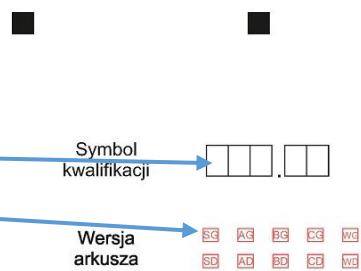 Symbol
kwalifikacji
.
Wersja
arkusza
SG AG BG CG WG
SD AD BD CD WD